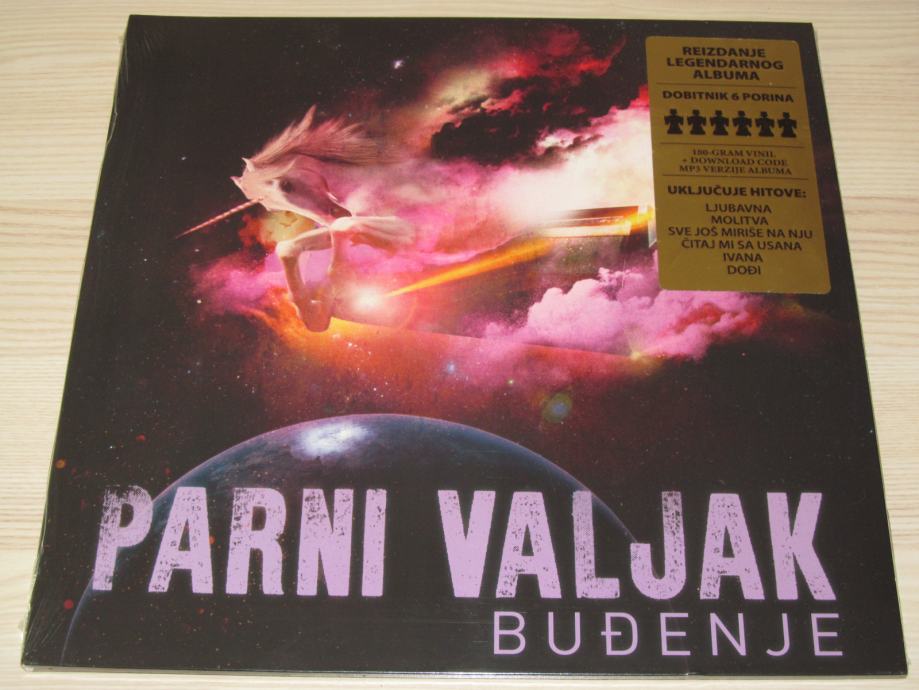 REIZDANJE
LEGENDARNOG
ALBUMA
DOBITNIK 6 PORINA
180-GRAM VINIL
+ DOWNLOAD CODE
MP3 VERZIJE ALBUMA
UKLJUČUJE HITOVE:
LJUBAVNA
MOLITVA
SVE JOŠ MIRIŠE NA NJU
ČITAJ MI SA USANA
IVANA
DOĐI
PARNI VALJAK
BUĐENJE